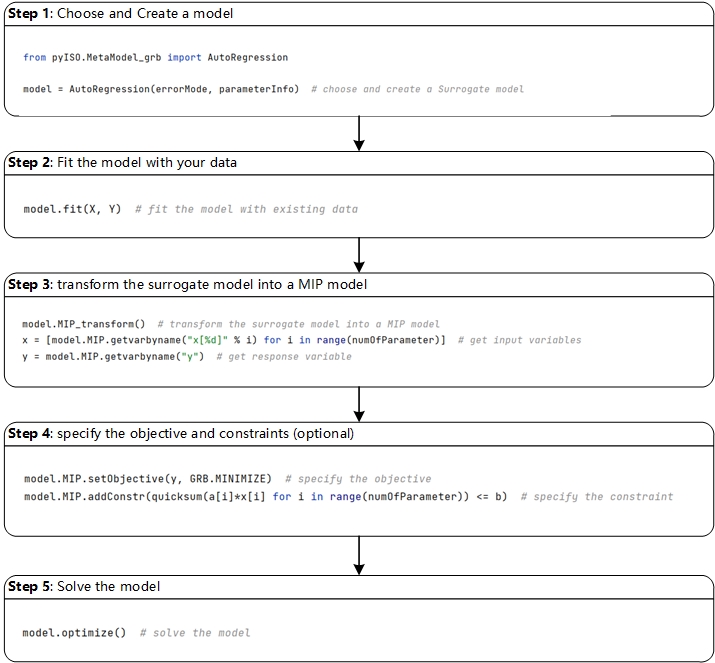 Step 1: Choose and Create a model
from pyISO.MetaModel_grb import AutoRegression
model = AutoRegression(errorMode, parameterInfo)  # choose and create a Surrogate model
Step 2: Fit the model with your data
model.fit(X, Y)  # fit the model with existing data
Step 3: transform the surrogate model into a MIP model
model.MIP_transform()  # transform the surrogate model into a MIP model
x = [model.MIP.getvarbyname("x[%d]" % i) for i in range(numOfParameter)]  # get input variables
y = model.MIP.getvarbyname("y")  # get response variable
Step 4: specify the objective and constraints (optional)
model.MIP.setObjective(y, GRB.MINIMIZE)  # specify the objective
model.MIP.addConstr(quicksum(a[i]*x[i] for i in range(numOfParameter)) <= b)  # specify the constraint
Step 5: Solve the model
model.optimize()  # solve the model